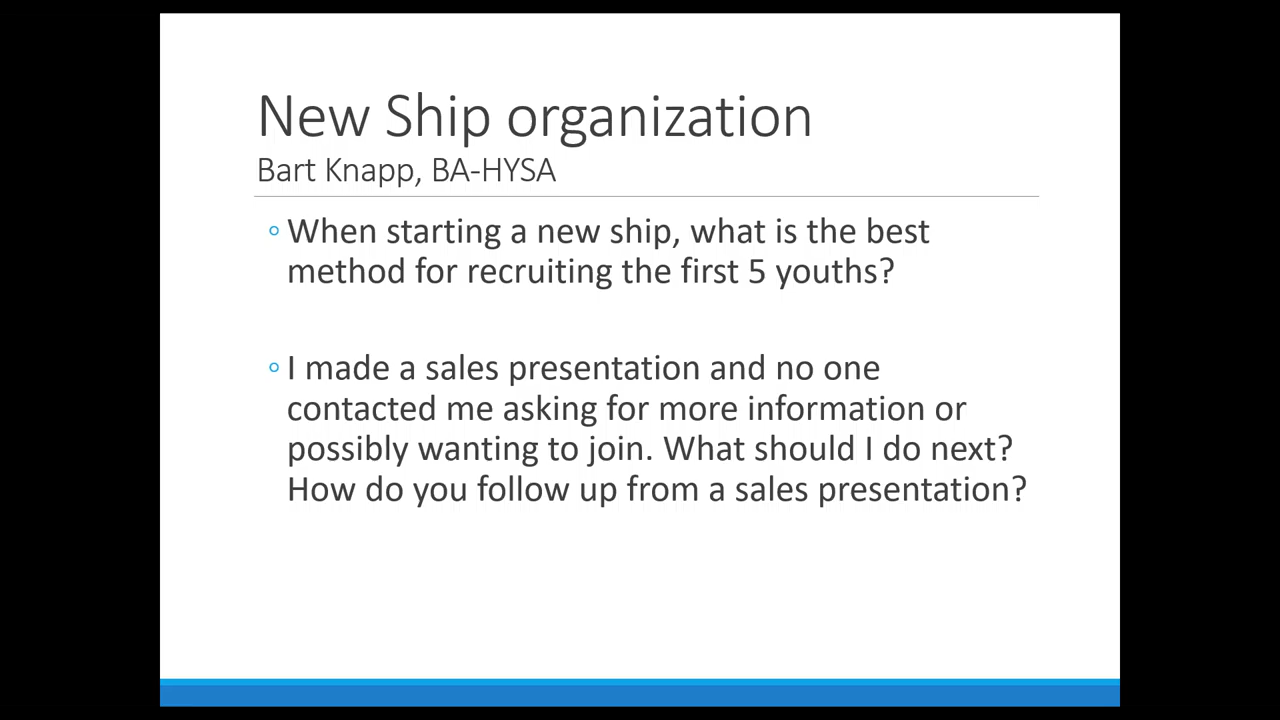 New Ship organization
Bart Knapp, BA-HYSA
◦ When starting a new ship, what is the best
method for recruiting the first 5 youths?
◦ I made a sales presentation and no one
contacted me asking for more information or
possibly wanting to join. What should I do next?
How do you follow up from a sales presentation?